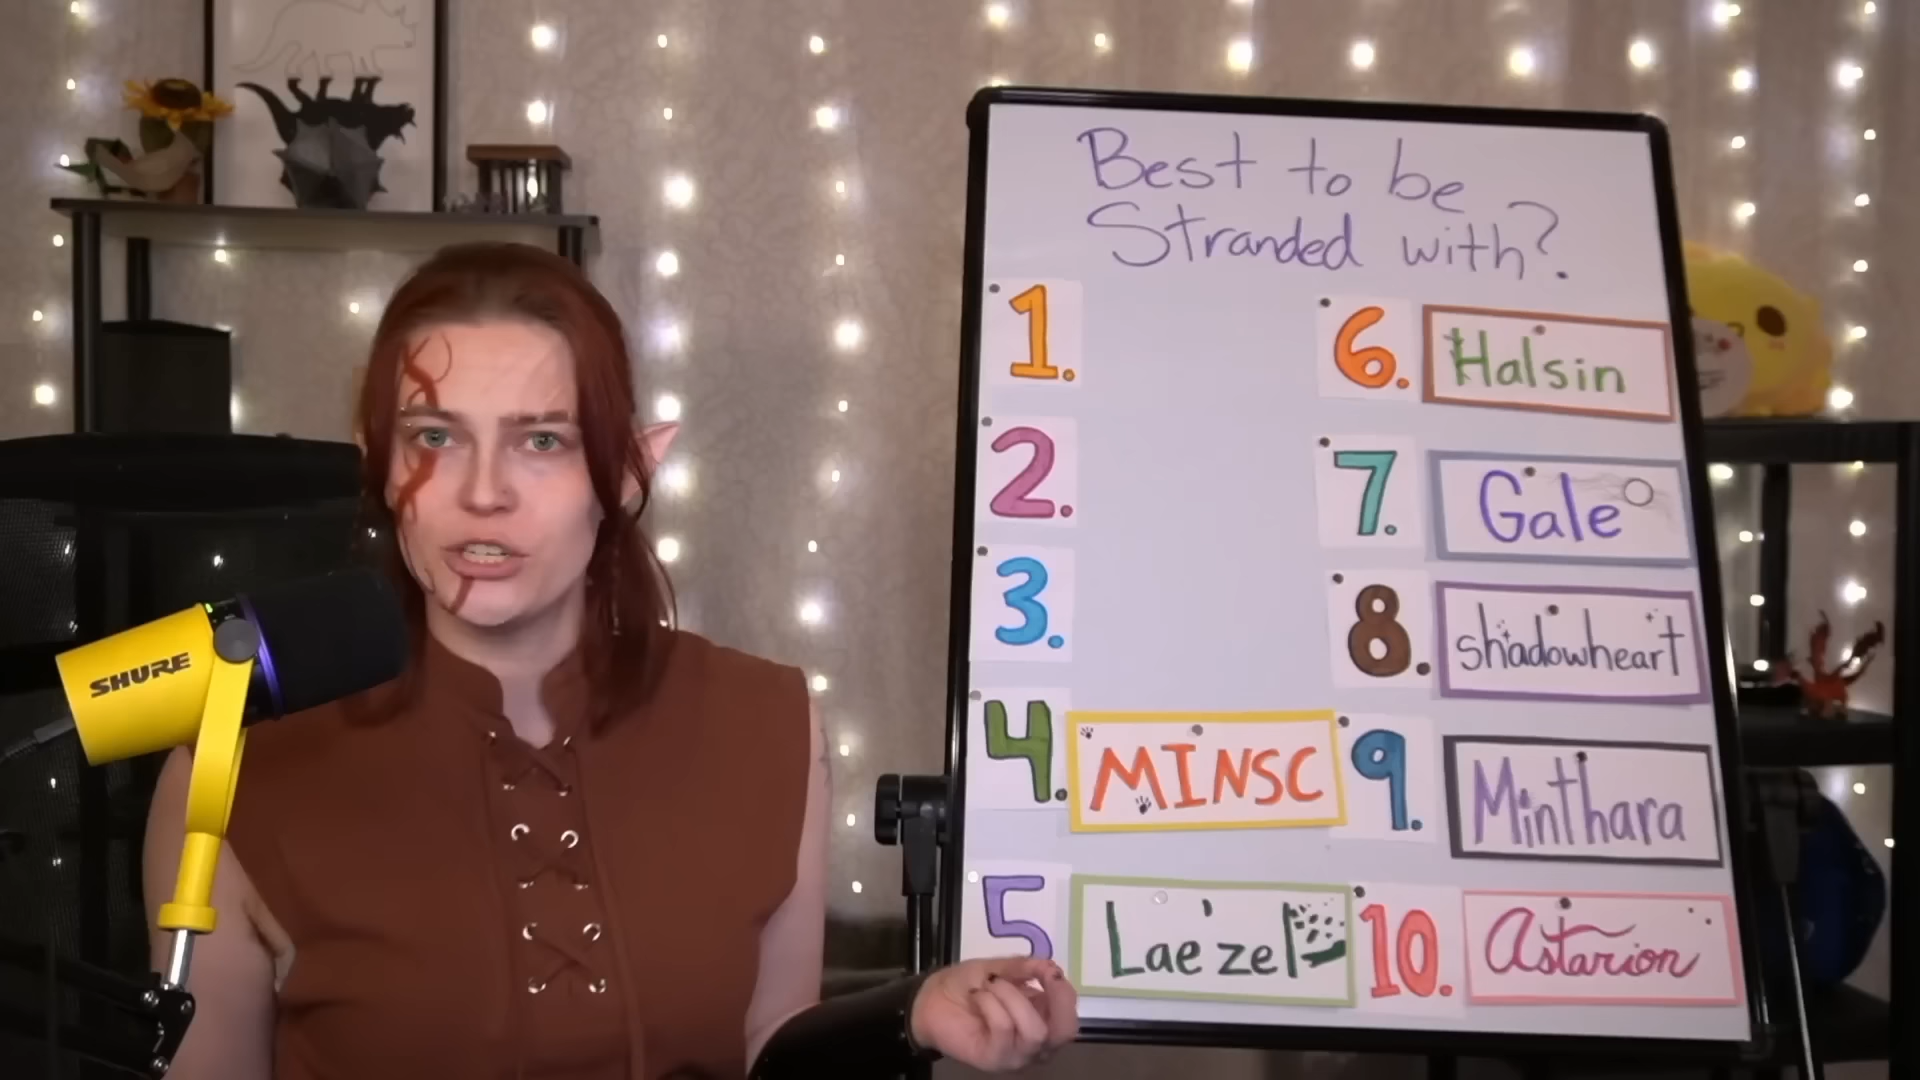 Best to be
Stranded with?
1.
2.
3.
4. MINSC
5 Lae'zel
6. Halsin
7. Gale
8. shadowheart
9. Minthara
10. Astarion
SHURE